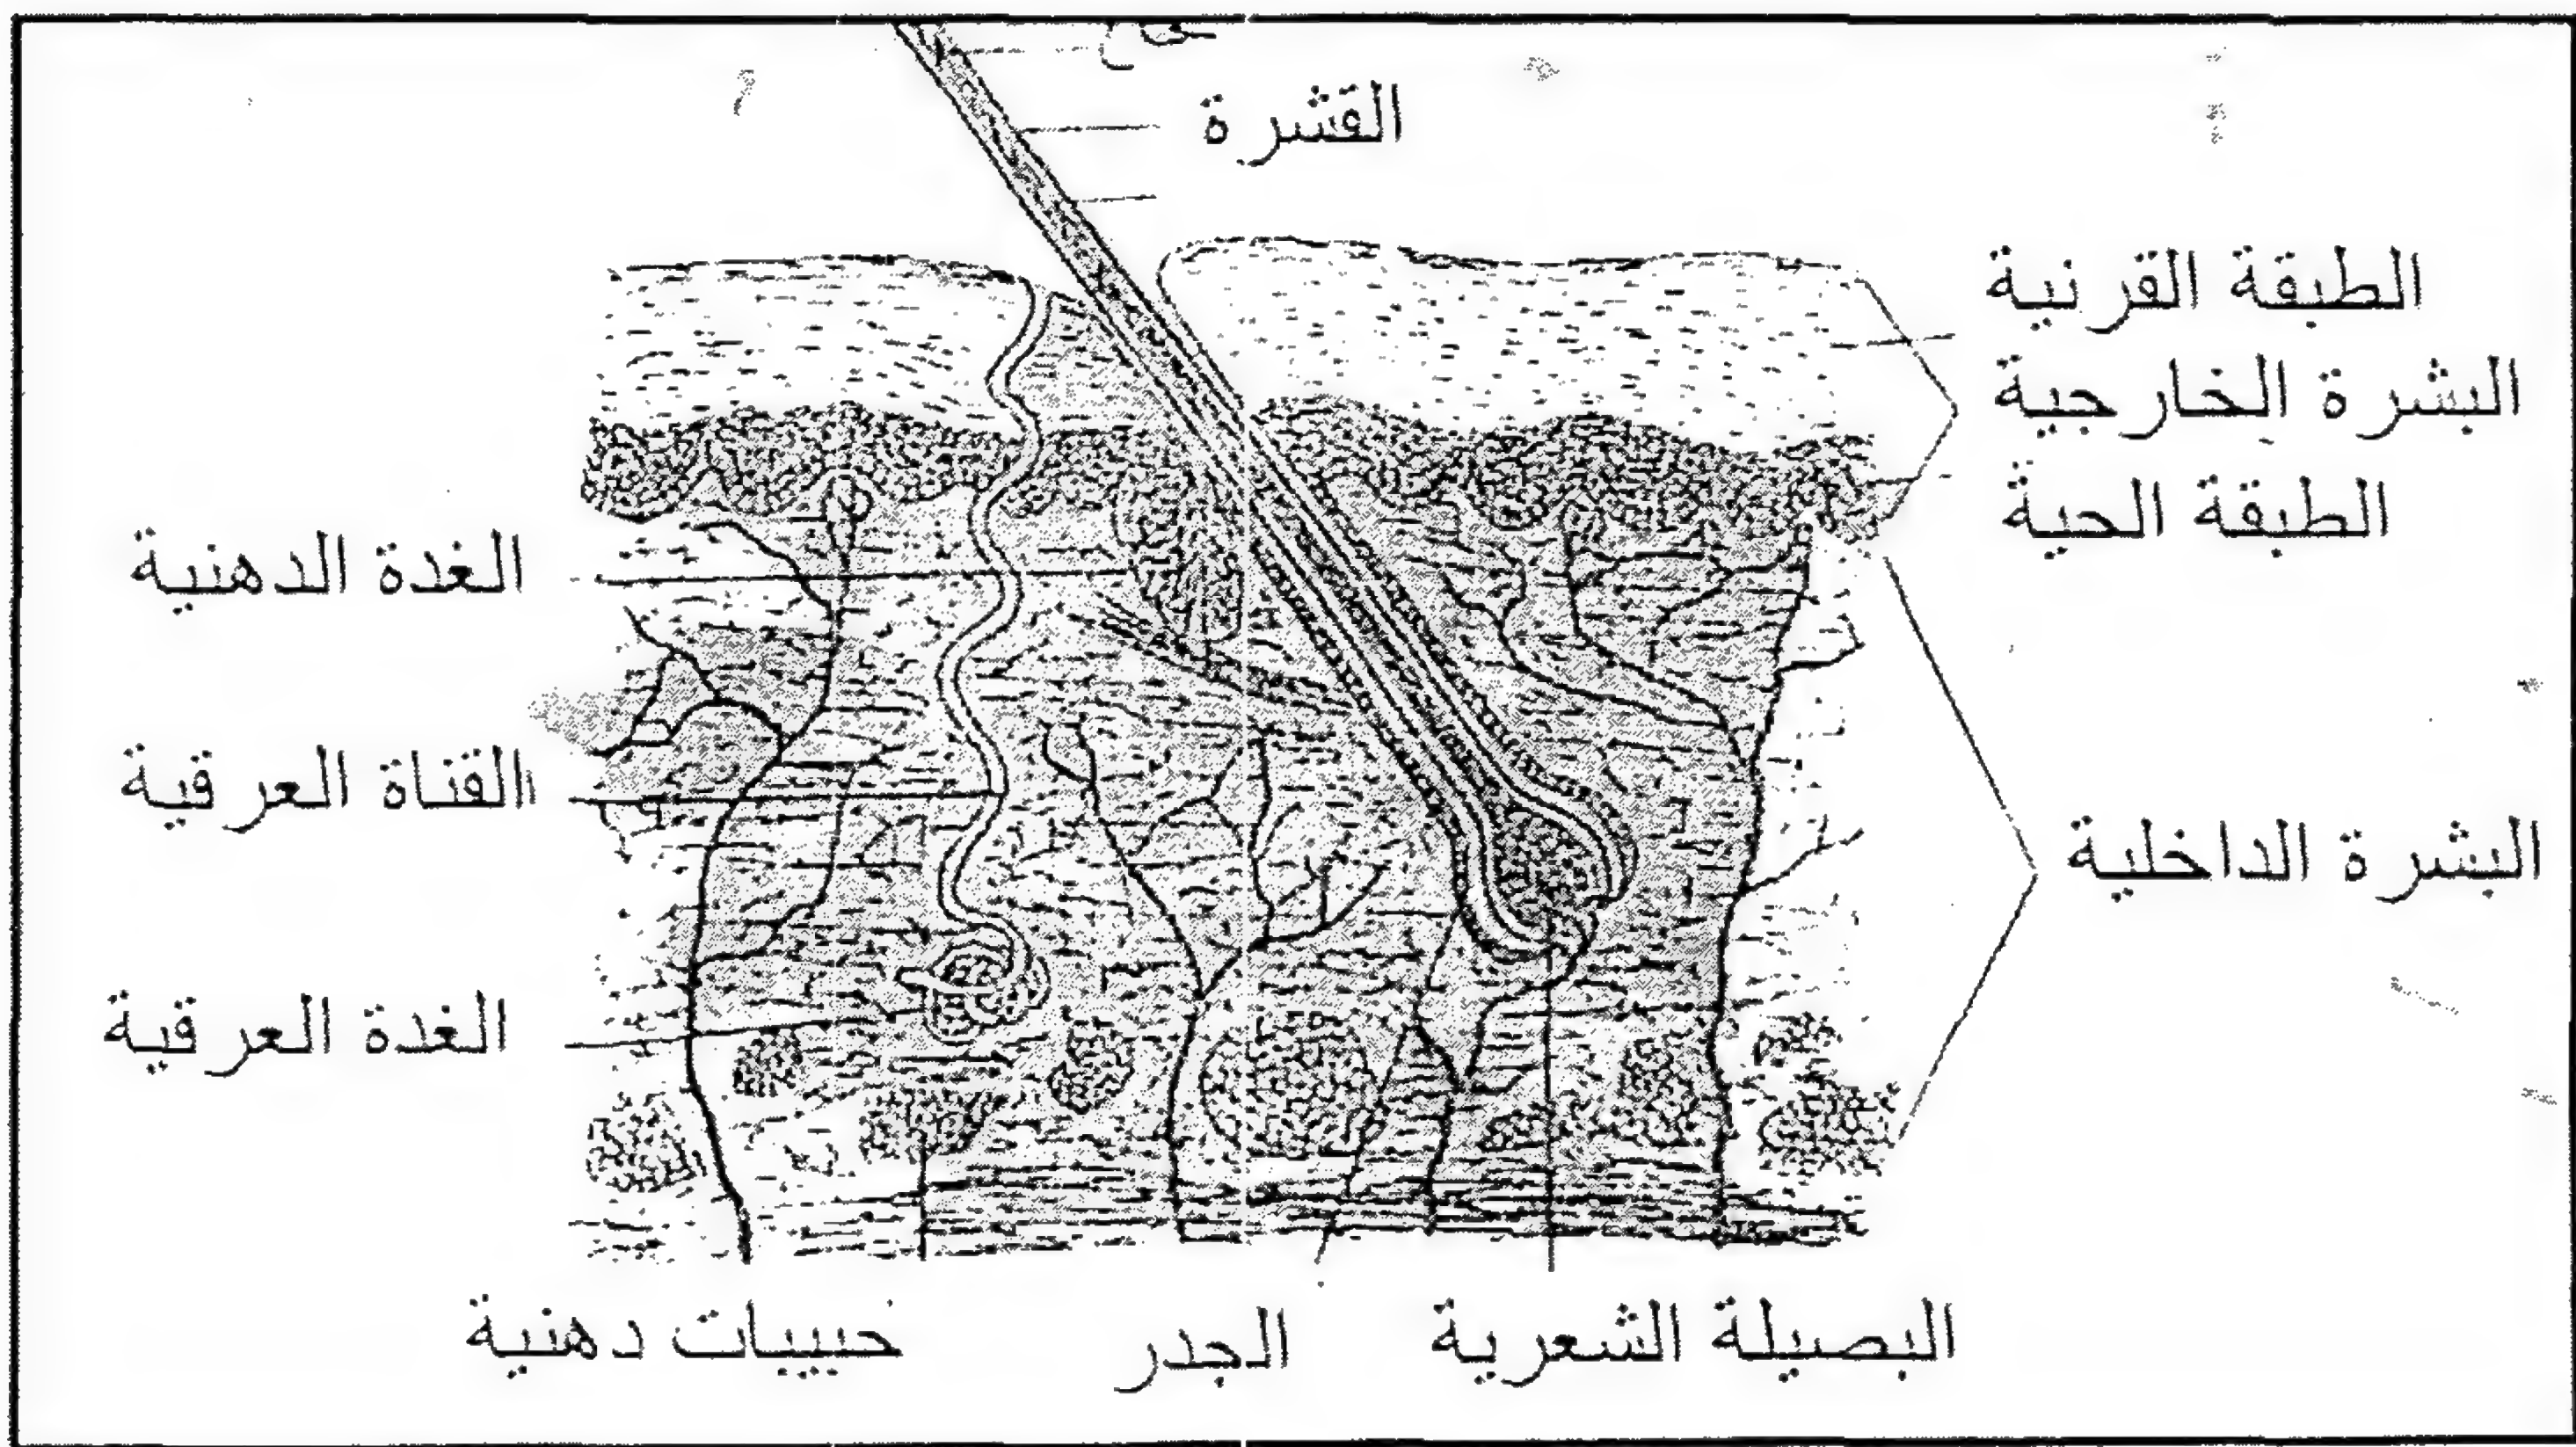 القشرة
الطبقة القرنية
البشرة الخارجية
الطبقة الحية
الغدة الدهنية
القناة العرقية
البشرة الداخلية
الغدة العرقية
البصيلة الشعرية
الجدر
حبيبات دهنية